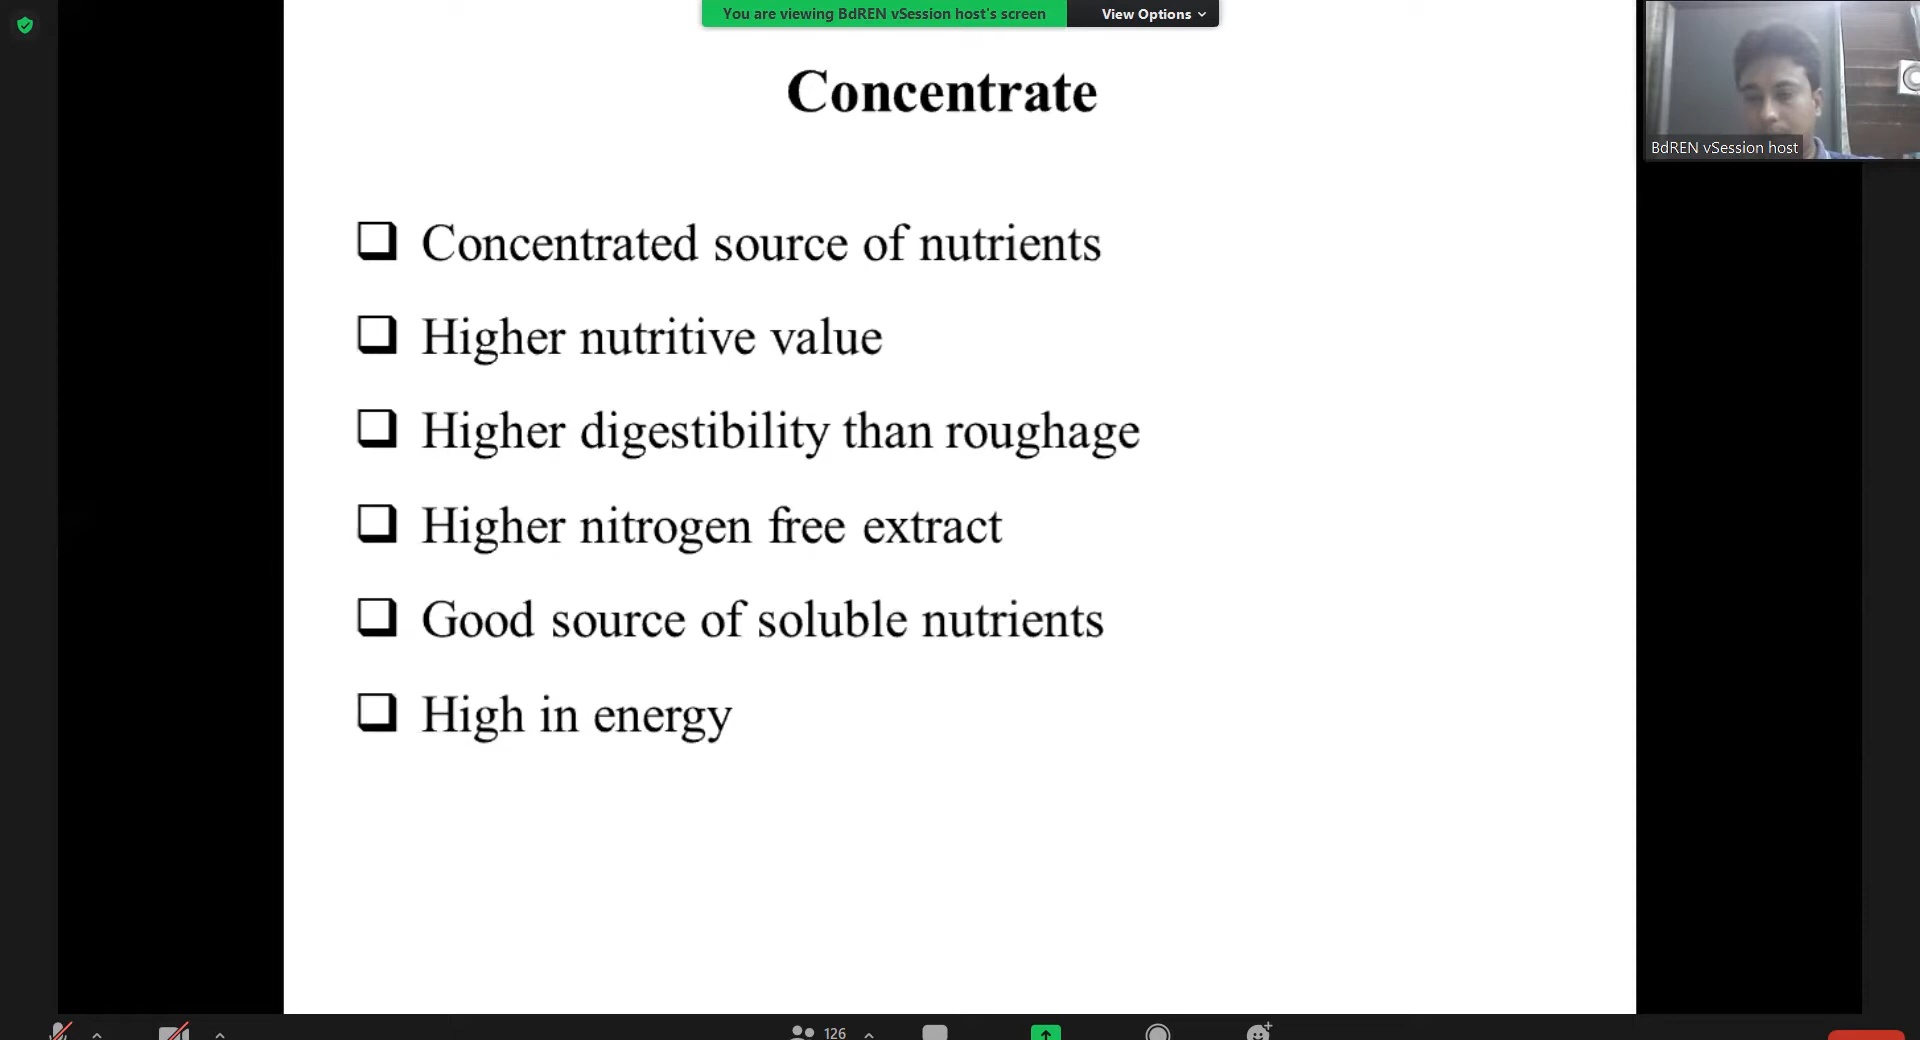 You are viewing BdREN vSession host's screen View Options
Concentrate
BdREN vSession host
Concentrated source of nutrients
Higher nutritive value
Higher digestibility than roughage
Higher nitrogen free extract
Good source of soluble nutrients
High in energy
126